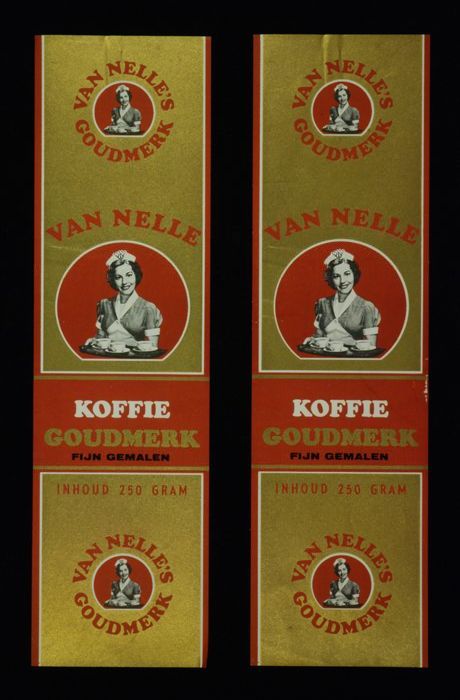 VAN NELLE'S
GOUDMERK
VAN NELLE
KOFFIE
GOUDMERK
FIJN GEMALEN
INHOUD 250 GRAM
VAN NELLE'S
GOUDMERK
VAN NELLE'S
GOUDMERK
VAN NELLE
KOFFIE
GOUDMERK
FIJN GEMALEN
INHOUD 250 GRAM
VAN NELLE'S
GOUDMERK